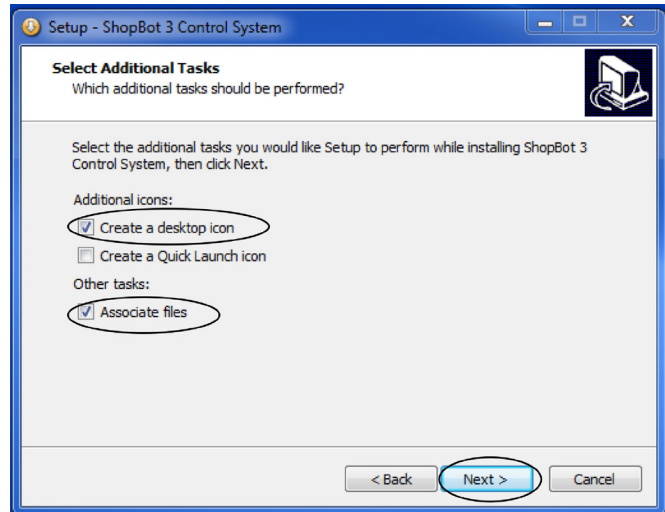 Setup - ShopBot 3 Control System
Select Additional Tasks
Which additional tasks should be performed?
Select the additional tasks you would like Setup to perform while installing ShopBot 3
Control System, then click Next.
Additional icons:
Create a desktop icon
Create a Quick Launch icon
Other tasks:
Associate files
< Back Next > Cancel